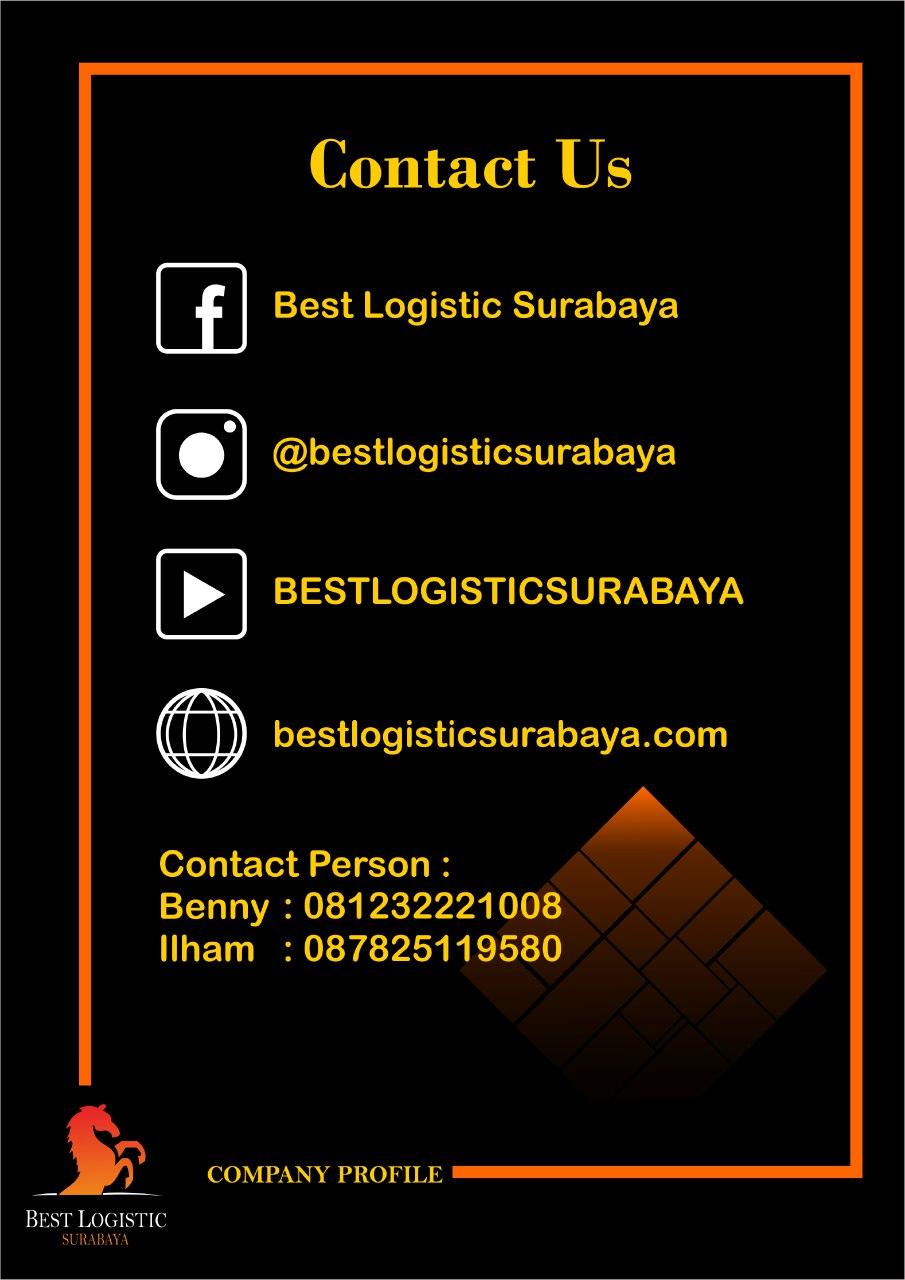 Contact Us
Best Logistic Surabaya
@bestlogisticsurabaya
BESTLOGISTICSURABAYA
bestlogisticsurabaya.com
Contact Person :
Benny : 081232221008
Ilham : 087825119580
COMPANY PROFILE
BEST LOGISTIC
SURABAYA